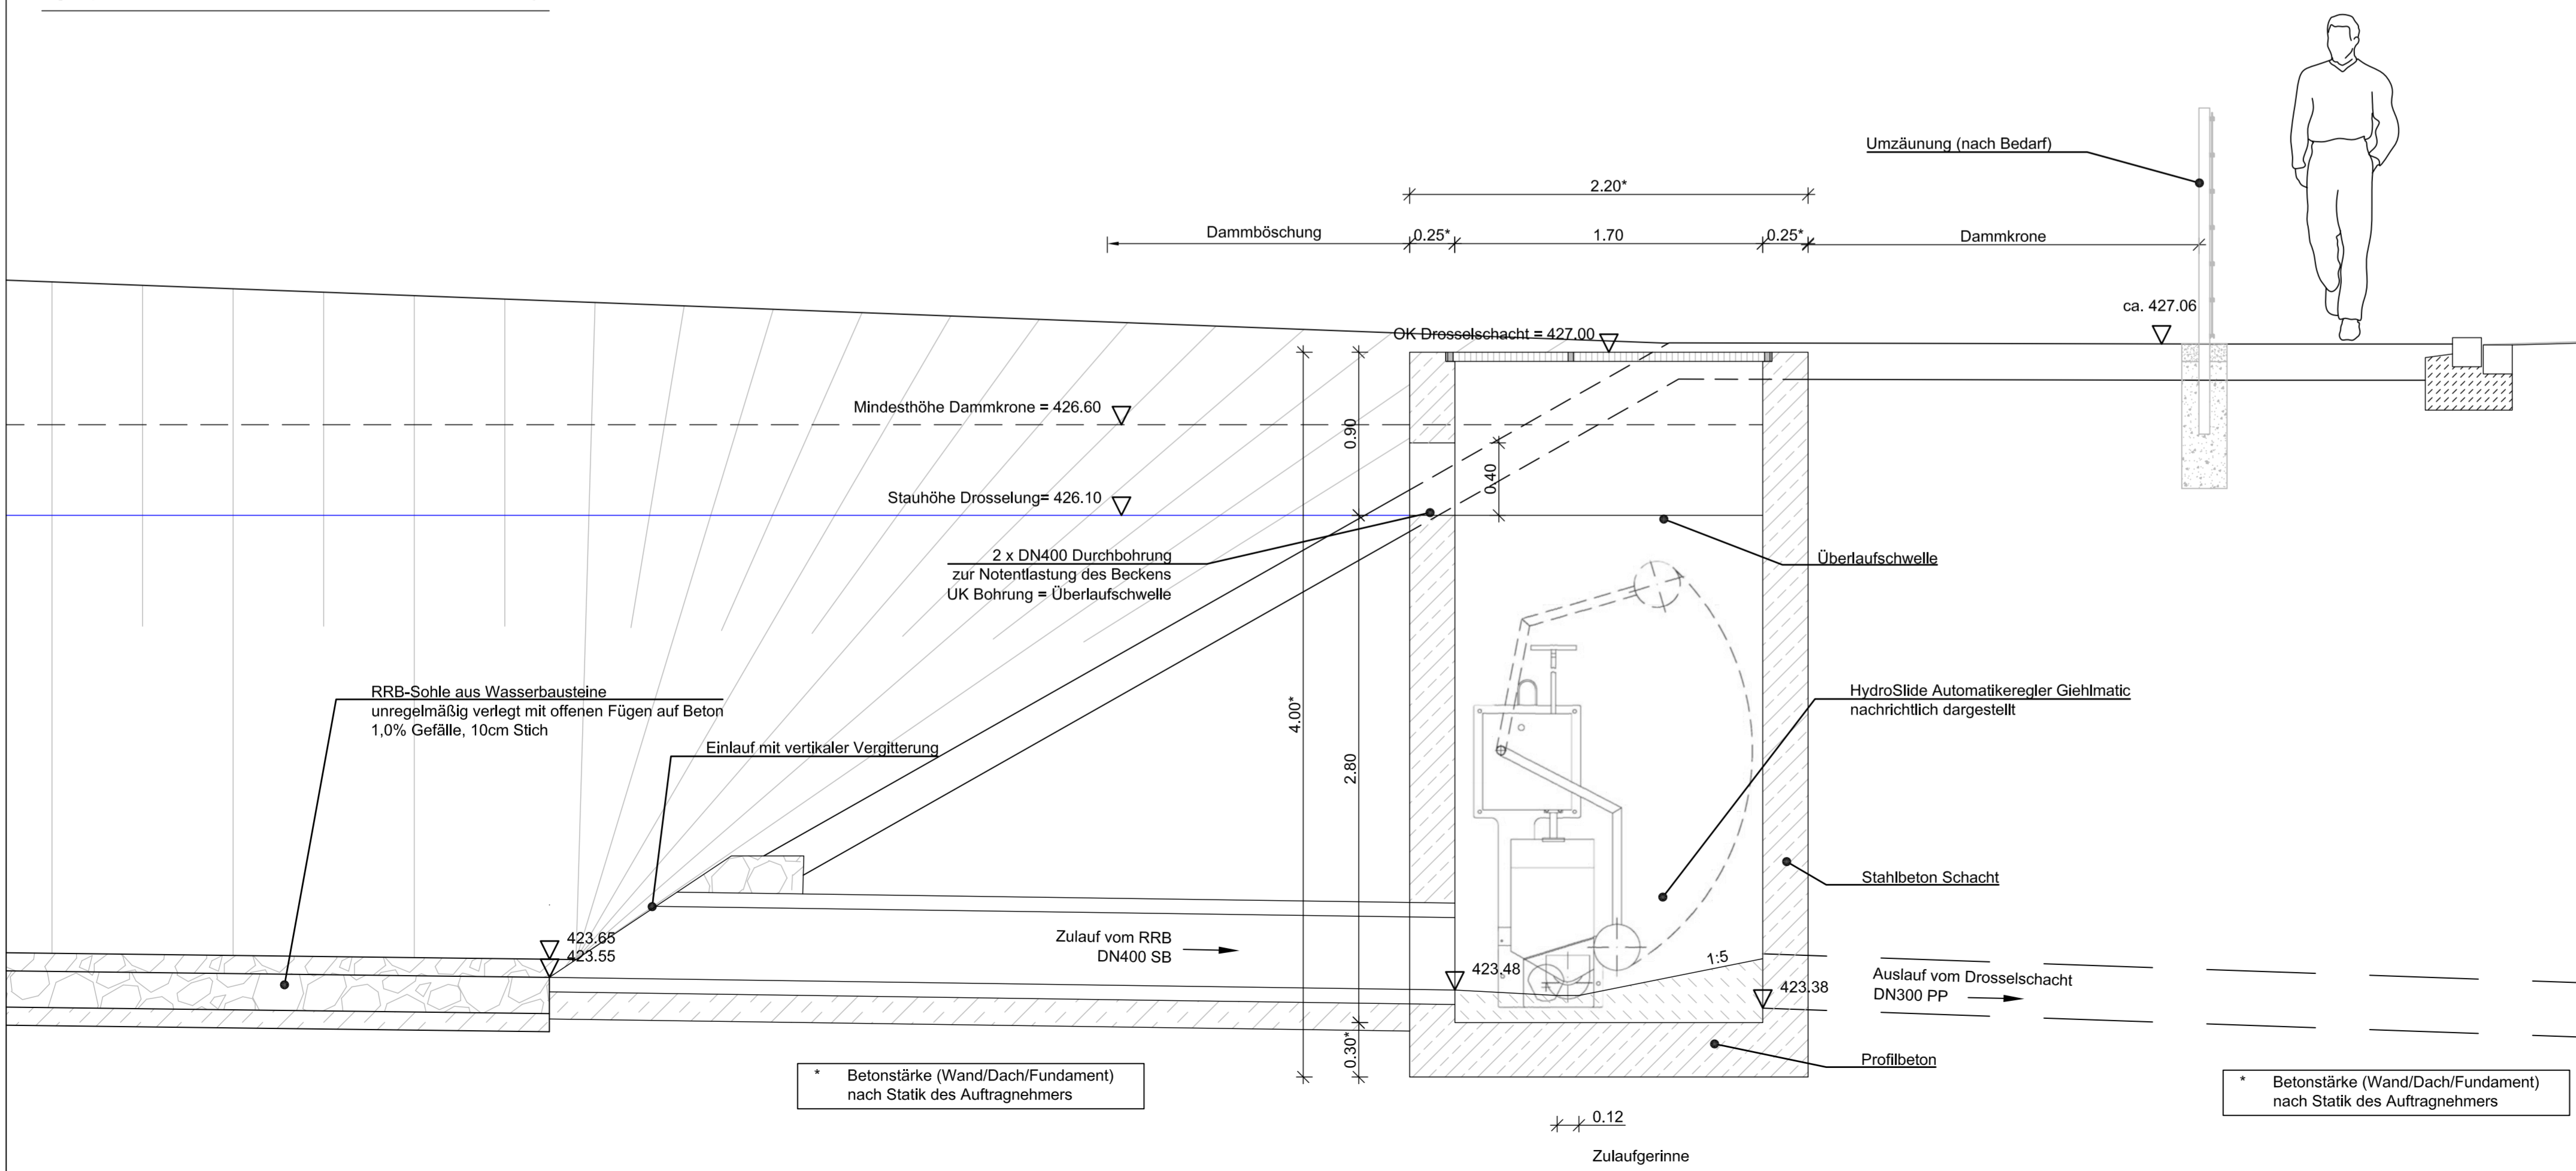 Umzäunung (nach Bedarf)
2.20*
Dammböschung
0.25*
1.70
0.25*
Dammkrone
ca. 427.06
OK Drosselschacht = 427.00
Mindesthöhe Dammkrone = 426.60
0.90
0.40
Stauhöhe Drosselung= 426.10
2 x DN400 Durchbohrung
zur Notentlastung des Beckens
UK Bohrung = Überlaufschwelle
Überlaufschwelle
RRB-Sohle aus Wasserbausteine
unregelmäßig verlegt mit offenen Fügen auf Beton
1,0% Gefälle, 10cm Stich
Einlauf mit vertikaler Vergitterung
4.00*
2.80
HydroSlide Automatikeregler Giehlmatic
nachrichtlich dargestellt
Stahlbeton Schacht
423.65
423.55
Zulauf vom RRB
DN400 SB
423.48
1:5
423.38
Auslauf vom Drosselschacht
DN300 PP
0.30*
Profilbeton
* Betonstärke (Wand/Dach/Fundament)
nach Statik des Auftragnehmers
* Betonstärke (Wand/Dach/Fundament)
nach Statik des Auftragnehmers
0.12
Zulaufgerinne